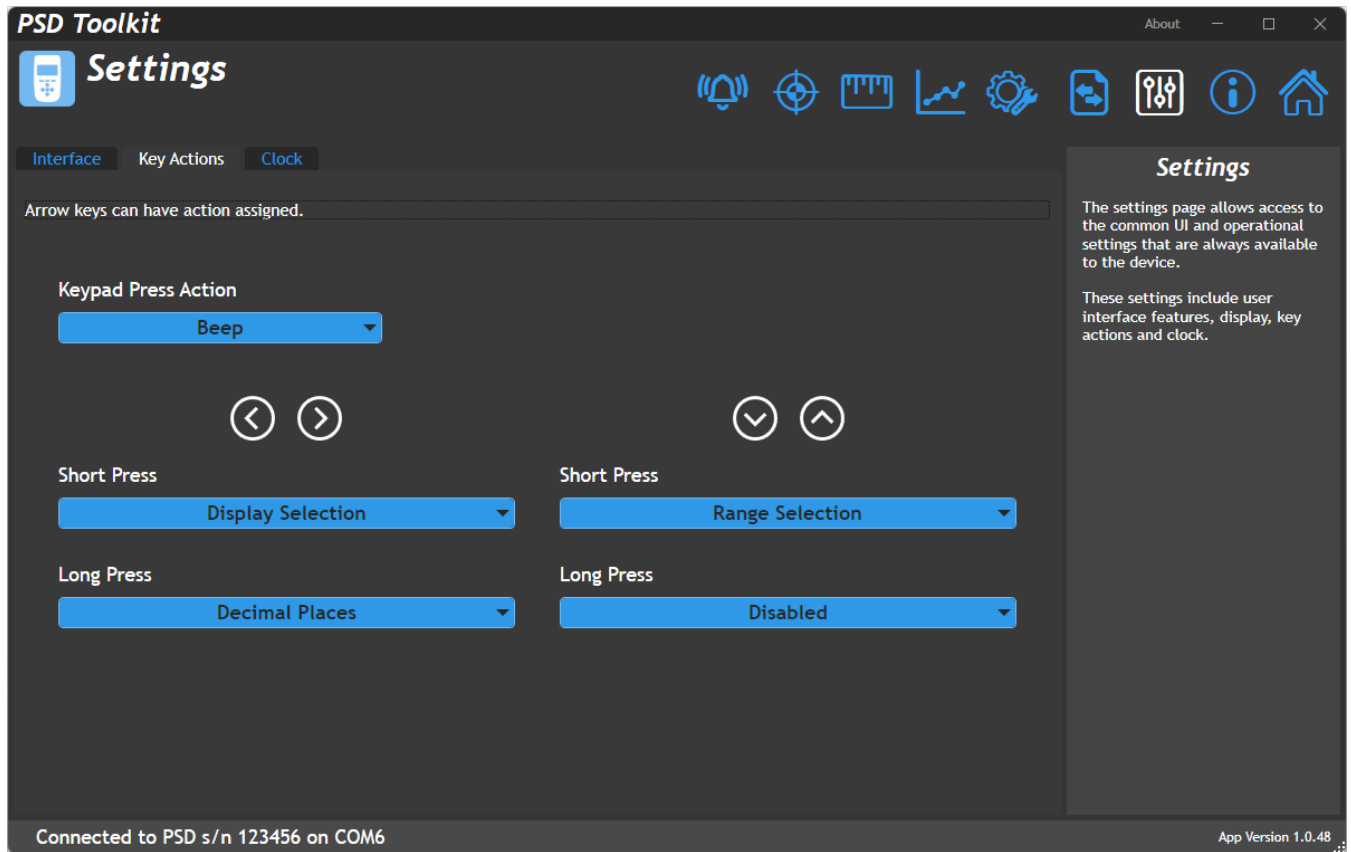 PSD Toolkit
About
Settings
Interface
Key Actions
Clock
Arrow keys can have action assigned.
Keypad Press Action
Beep
Short Press
Display Selection
Long Press
Decimal Places
Short Press
Range Selection
Long Press
Disabled
Settings
The settings page allows access to
the common UI and operational
settings that are always available
to the device.
These settings include user
interface features, display, key
actions and clock.
Connected to PSD s/n 123456 on COM6
App Version 1.0.48